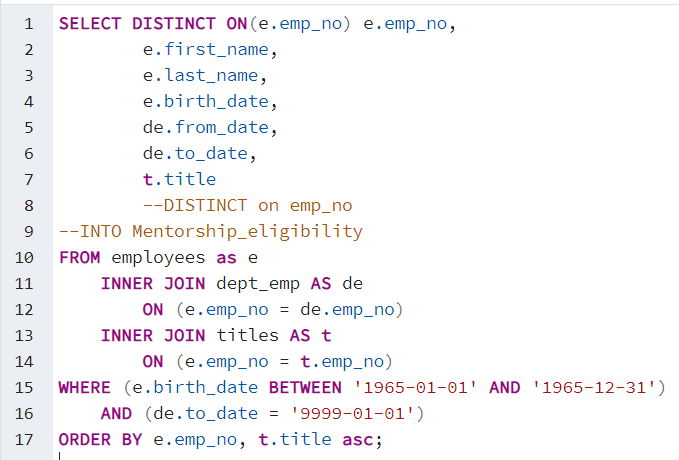 1 SELECT DISTINCT ON(e.emp_no) e.emp_no,
2 e.first_name,
3 e.last_name,
4 e.birth_date,
5 de.from_date,
6 de.to_date,
7 t.title
8 --DISTINCT on emp_no
9 --INTO Mentorship_eligibility
10 FROM employees as e
11 INNER JOIN dept_emp AS de
12 ON (e.emp_no = de.emp_no)
13 INNER JOIN titles AS t
14 ON (e.emp_no = t.emp_no)
15 WHERE (e.birth_date BETWEEN '1965-01-01' AND '1965-12-31')
16 AND (de.to_date = '9999-01-01')
17 ORDER BY e.emp_no, t.title asc;